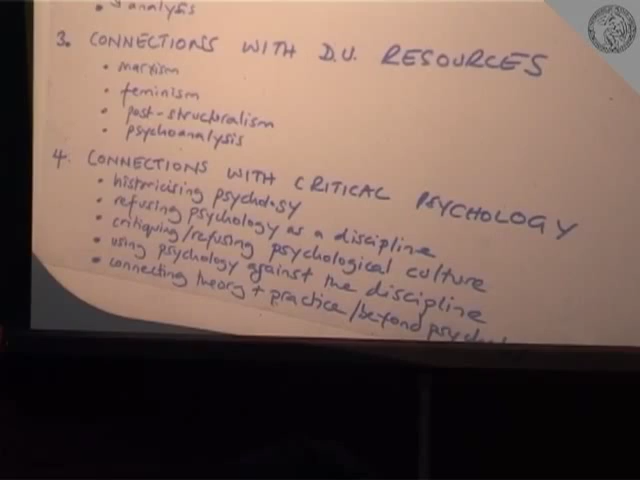 • analysis
3. CONNECTIONS WITH D.U. RESOURCES
• marxism
• feminism
• post-structuralism
• psychoanalysis
4. CONNECTIONS WITH CRITICAL PSYCHOLOGY
• historicising psychology
• refusing psychology as a discipline
• critiquing/refusing psychological culture
• using psychology against the discipline
• connecting theory + practice/beyond